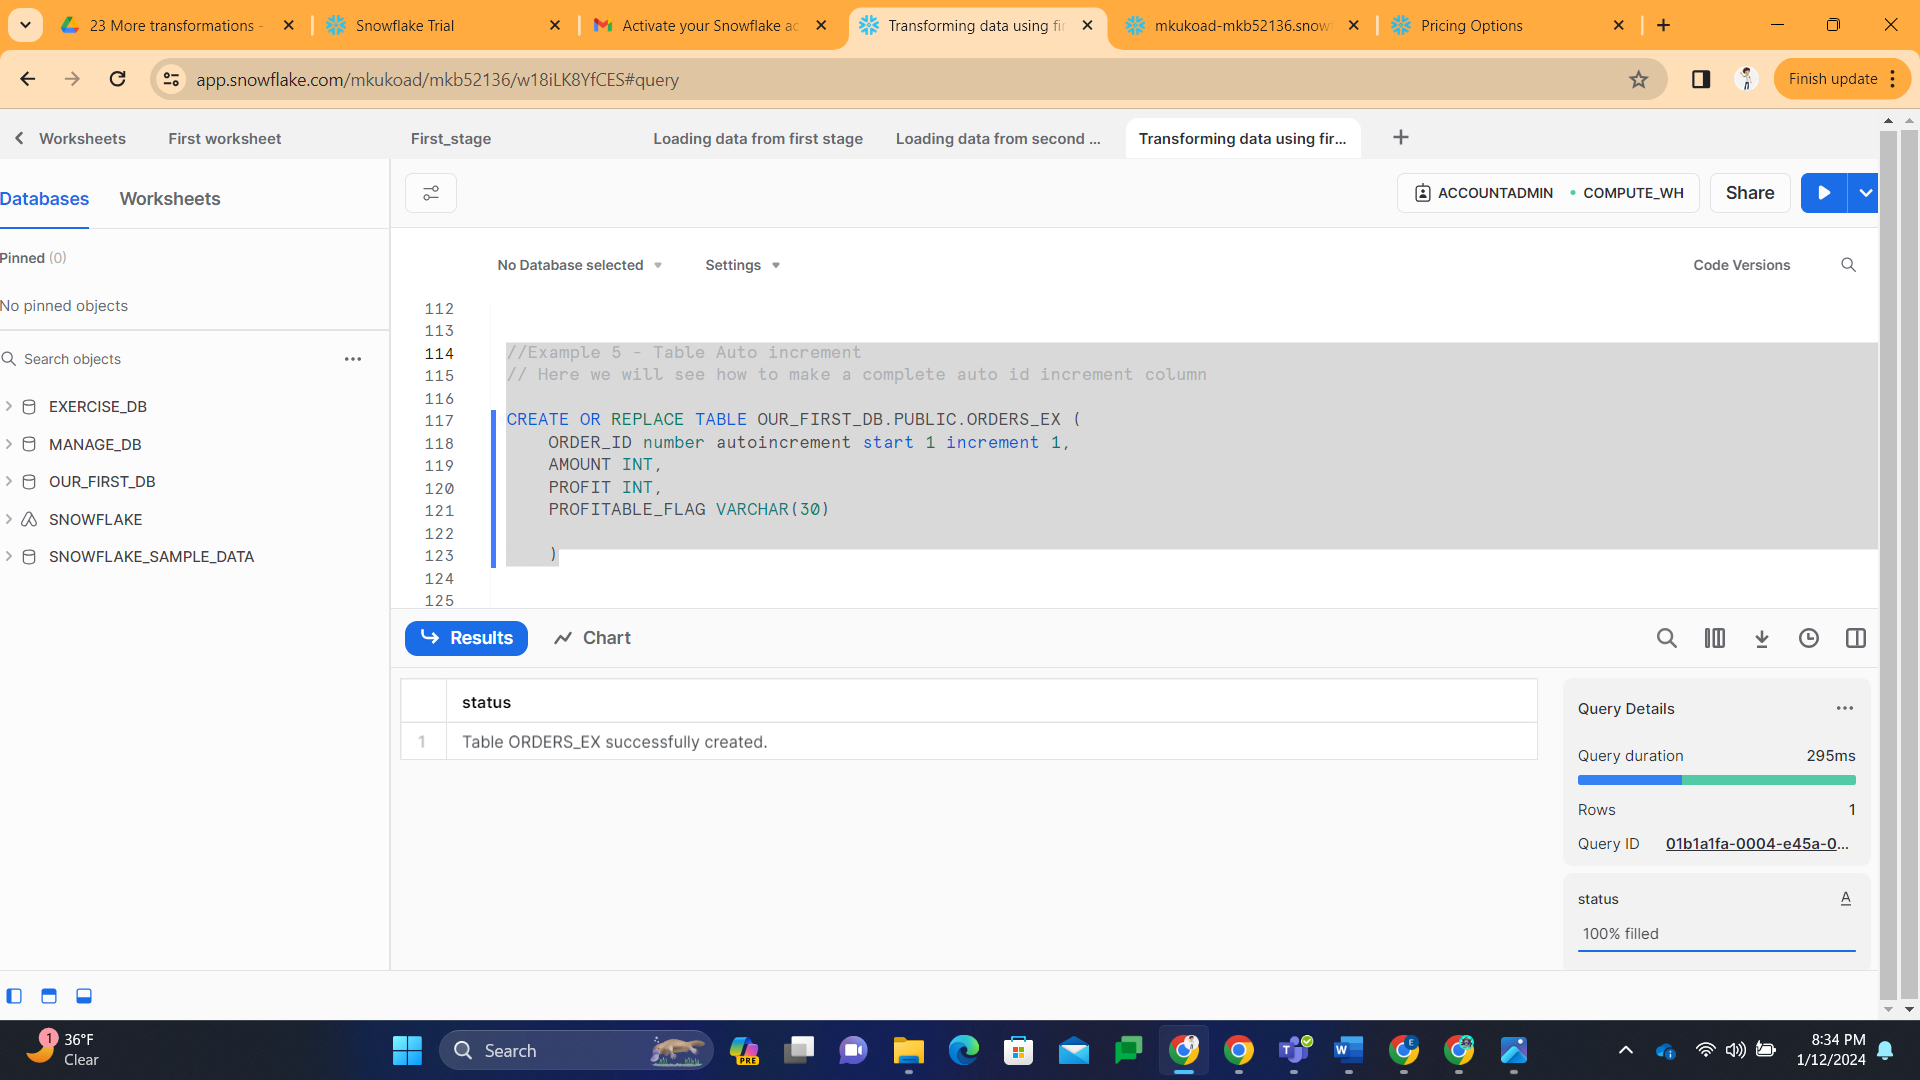 23 More transformations -
Snowflake Trial
Activate your Snowflake ac
Transforming data using fir
mkukoad-mkb52136.snowf
Pricing Options
app.snowflake.com/mkukoad/mkb52136/w18iLK8YfCES#query
Finish update
Worksheets
First worksheet
First_stage
Loading data from first stage
Loading data from second ...
Transforming data using fir...
Databases
Worksheets
ACCOUNTADMIN
COMPUTE_WH
Share
Pinned (0)
No pinned objects
Search objects
EXERCISE_DB
MANAGE_DB
OUR_FIRST_DB
SNOWFLAKE
SNOWFLAKE_SAMPLE_DATA
No Database selected
Settings
Code Versions
112
113
114 //Example 5 - Table Auto increment
115 // Here we will see how to make a complete auto id increment column
116
117 CREATE OR REPLACE TABLE OUR_FIRST_DB.PUBLIC.ORDERS_EX (
118 ORDER_ID number autoincrement start 1 increment 1,
119 AMOUNT INT,
120 PROFIT INT,
121 PROFITABLE_FLAG VARCHAR(30)
122
123 )
124
125
Results
Chart
status
1 Table ORDERS_EX successfully created.
Query Details
Query duration 295ms
Rows 1
Query ID 01b1a1fa-0004-e45a-0...
status A
100% filled
1
36°F
Clear
Search
PRE
8:34 PM
1/12/2024